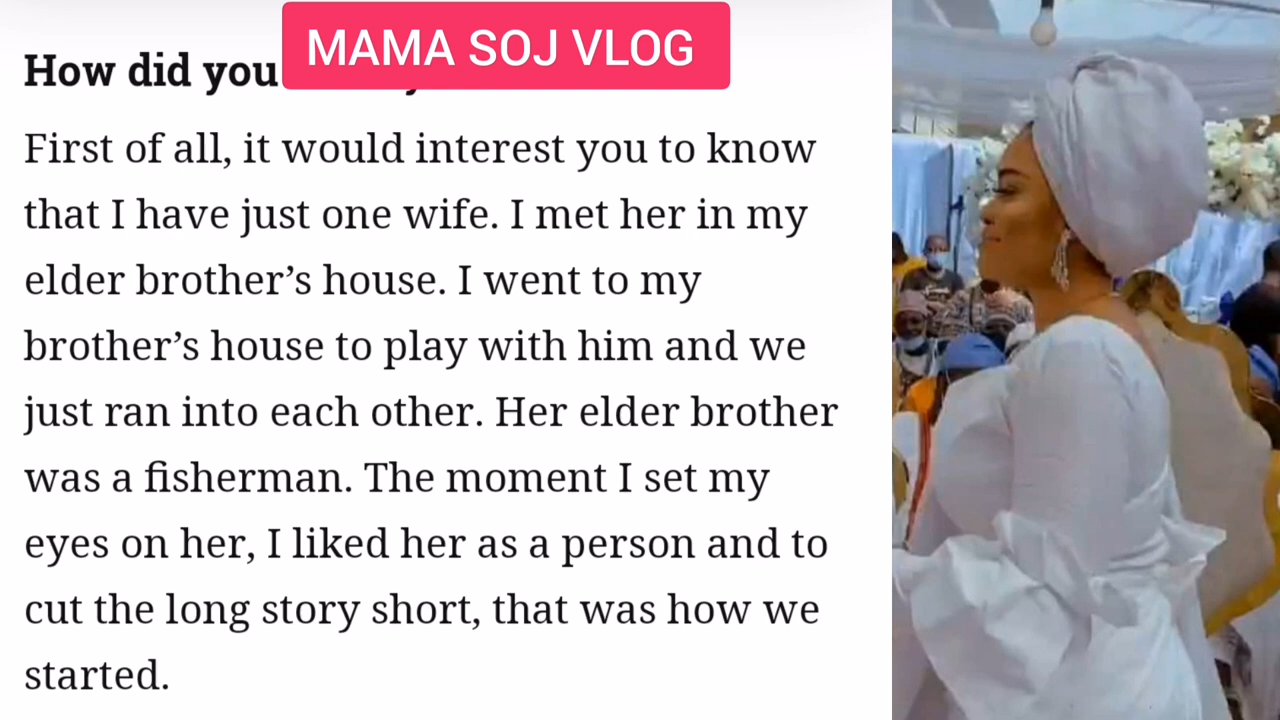 MAMA SOJ VLOG
How did you
First of all, it would interest you to know
that I have just one wife. I met her in my
elder brother’s house. I went to my
brother’s house to play with him and we
just ran into each other. Her elder brother
was a fisherman. The moment I set my
eyes on her, I liked her as a person and to
cut the long story short, that was how we
started.